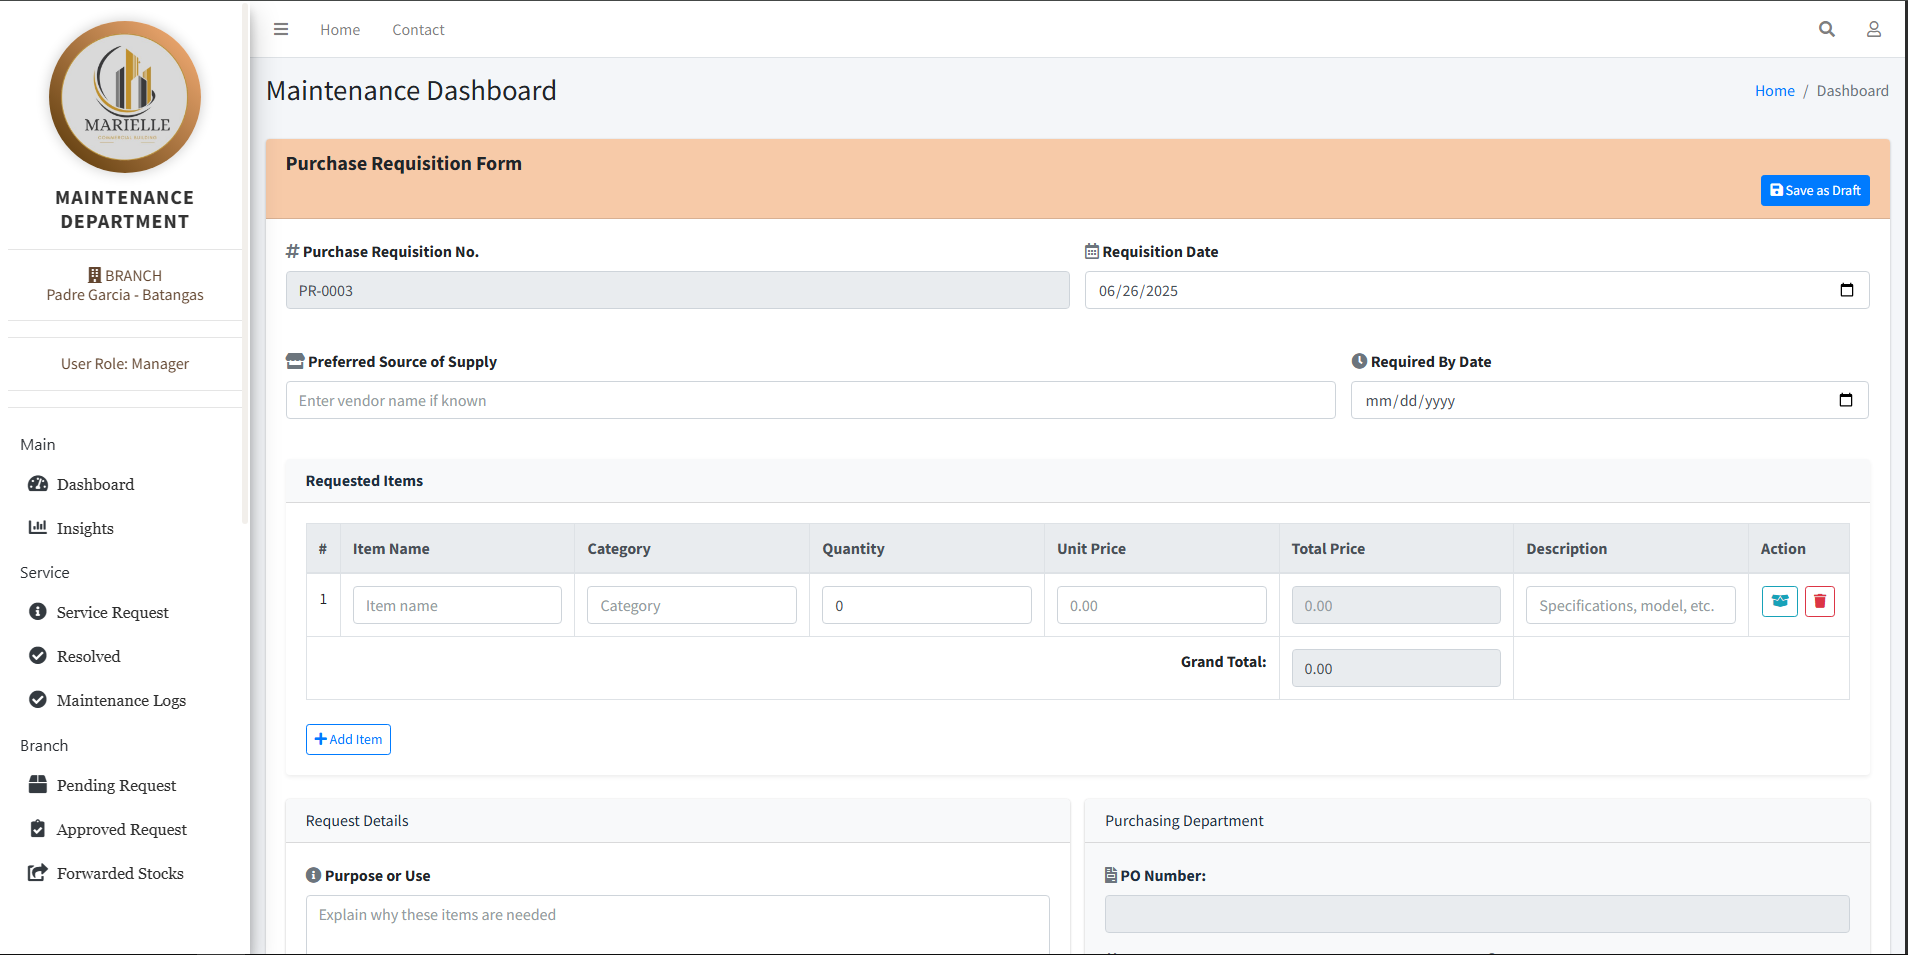 MARIELLE
MAINTENANCE
DEPARTMENT
BRANCH
Padre Garcia - Batangas
User Role: Manager
Main
Dashboard
Insights
Service
Service Request
Resolved
Maintenance Logs
Branch
Pending Request
Approved Request
Forwarded Stocks
Home Contact
Maintenance Dashboard
Home / Dashboard
Purchase Requisition Form
Save as Draft
# Purchase Requisition No.
PR-0003
Requisition Date
06/26/2025
Preferred Source of Supply
Enter vendor name if known
Required By Date
mm/dd/yyyy
Requested Items
# Item Name Category Quantity Unit Price Total Price Description Action
1 Item name Category 0 0.00 0.00 Specifications, model, etc.
Grand Total: 0.00
+ Add Item
Request Details
Purpose or Use
Explain why these items are needed
Purchasing Department
PO Number: